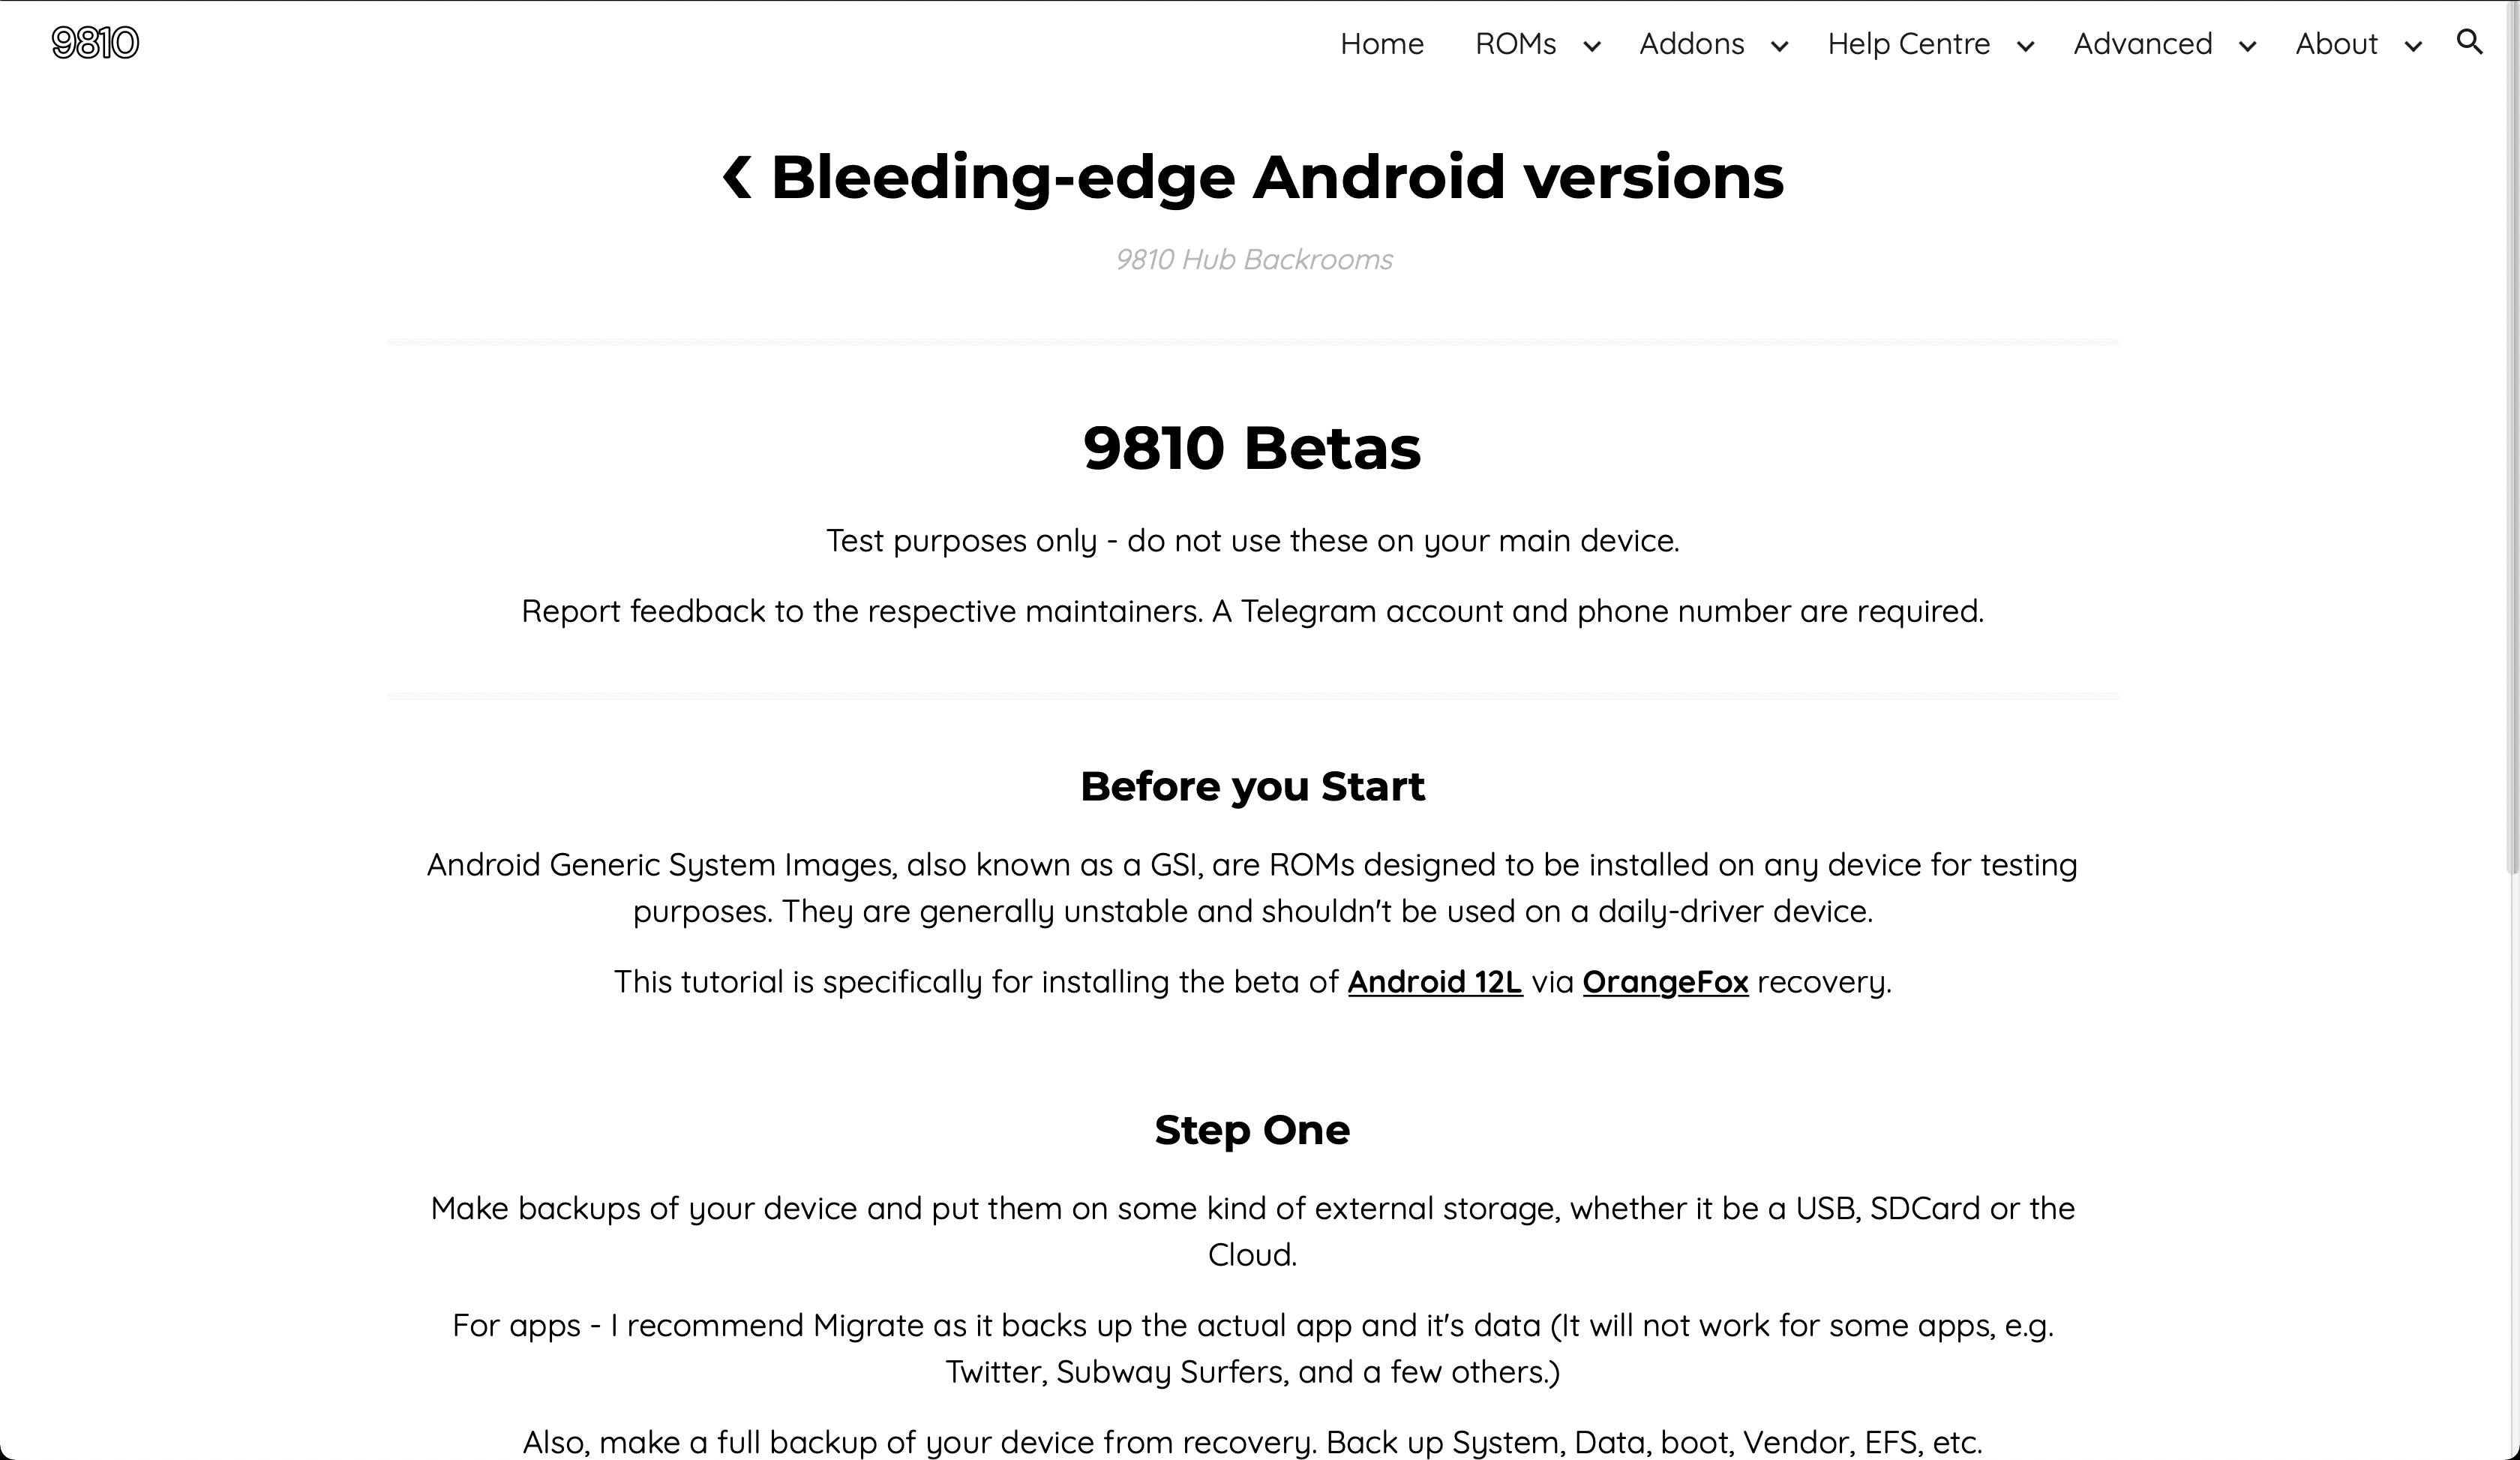 9810
Home ROMs Addons Help Centre Advanced About
❮ Bleeding-edge Android versions
9810 Hub Backrooms
9810 Betas
Test purposes only - do not use these on your main device.
Report feedback to the respective maintainers. A Telegram account and phone number are required.
Before you Start
Android Generic System Images, also known as a GSI, are ROMs designed to be installed on any device for testing
purposes. They are generally unstable and shouldn't be used on a daily-driver device.
This tutorial is specifically for installing the beta of Android 12L via OrangeFox recovery.
Step One
Make backups of your device and put them on some kind of external storage, whether it be a USB, SDCard or the
Cloud.
For apps - I recommend Migrate as it backs up the actual app and it's data (It will not work for some apps, e.g.
Twitter, Subway Surfers, and a few others.)
Also, make a full backup of your device from recovery. Back up System, Data, boot, Vendor, EFS, etc.